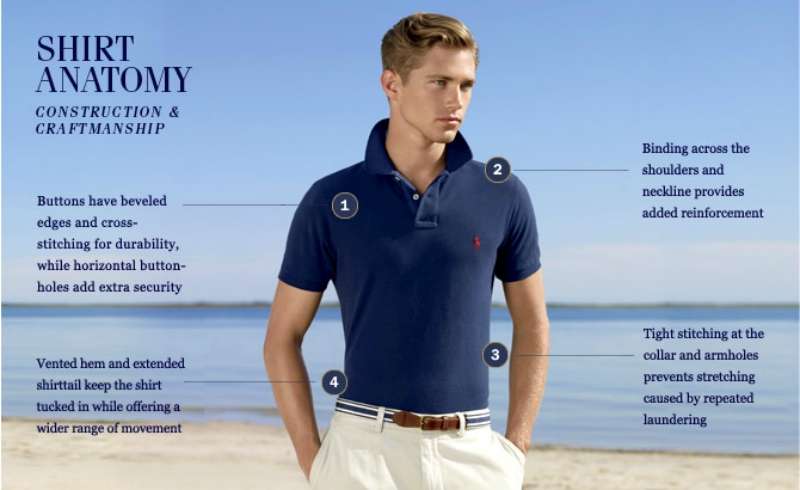 SHIRT
ANATOMY
CONSTRUCTION &
CRAFTMANSHIP
Buttons have beveled
edges and cross-
stitching for durability,
while horizontal button-
holes add extra security
1
2
Binding across the
shoulders and
neckline provides
added reinforcement
3
Tight stitching at the
collar and armholes
prevents stretching
caused by repeated
laundering
Vented hem and extended
shirttail keep the shirt
tucked in while offering a
wider range of movement
4